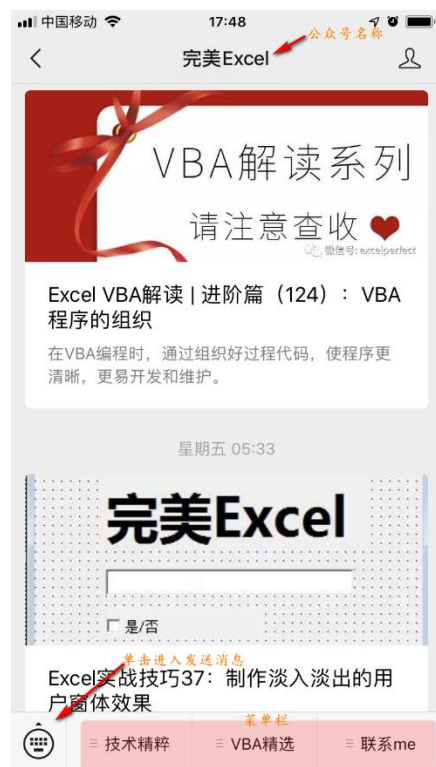 中国移动 17:48
公众号名称
完美Excel
VBA解读系列
请注意查收
微信号: excelperfect
Excel VBA解读 | 进阶篇（124）：VBA
程序的组织
在VBA编程时，通过组织好过程代码，使程序更
清晰，更易开发和维护。
星期五 05:33
完美Excel
是/否
单击进入发送消息
Excel实战技巧37：制作淡入淡出的用
户窗体效果
菜单栏
技术精粹 VBA精选 联系me